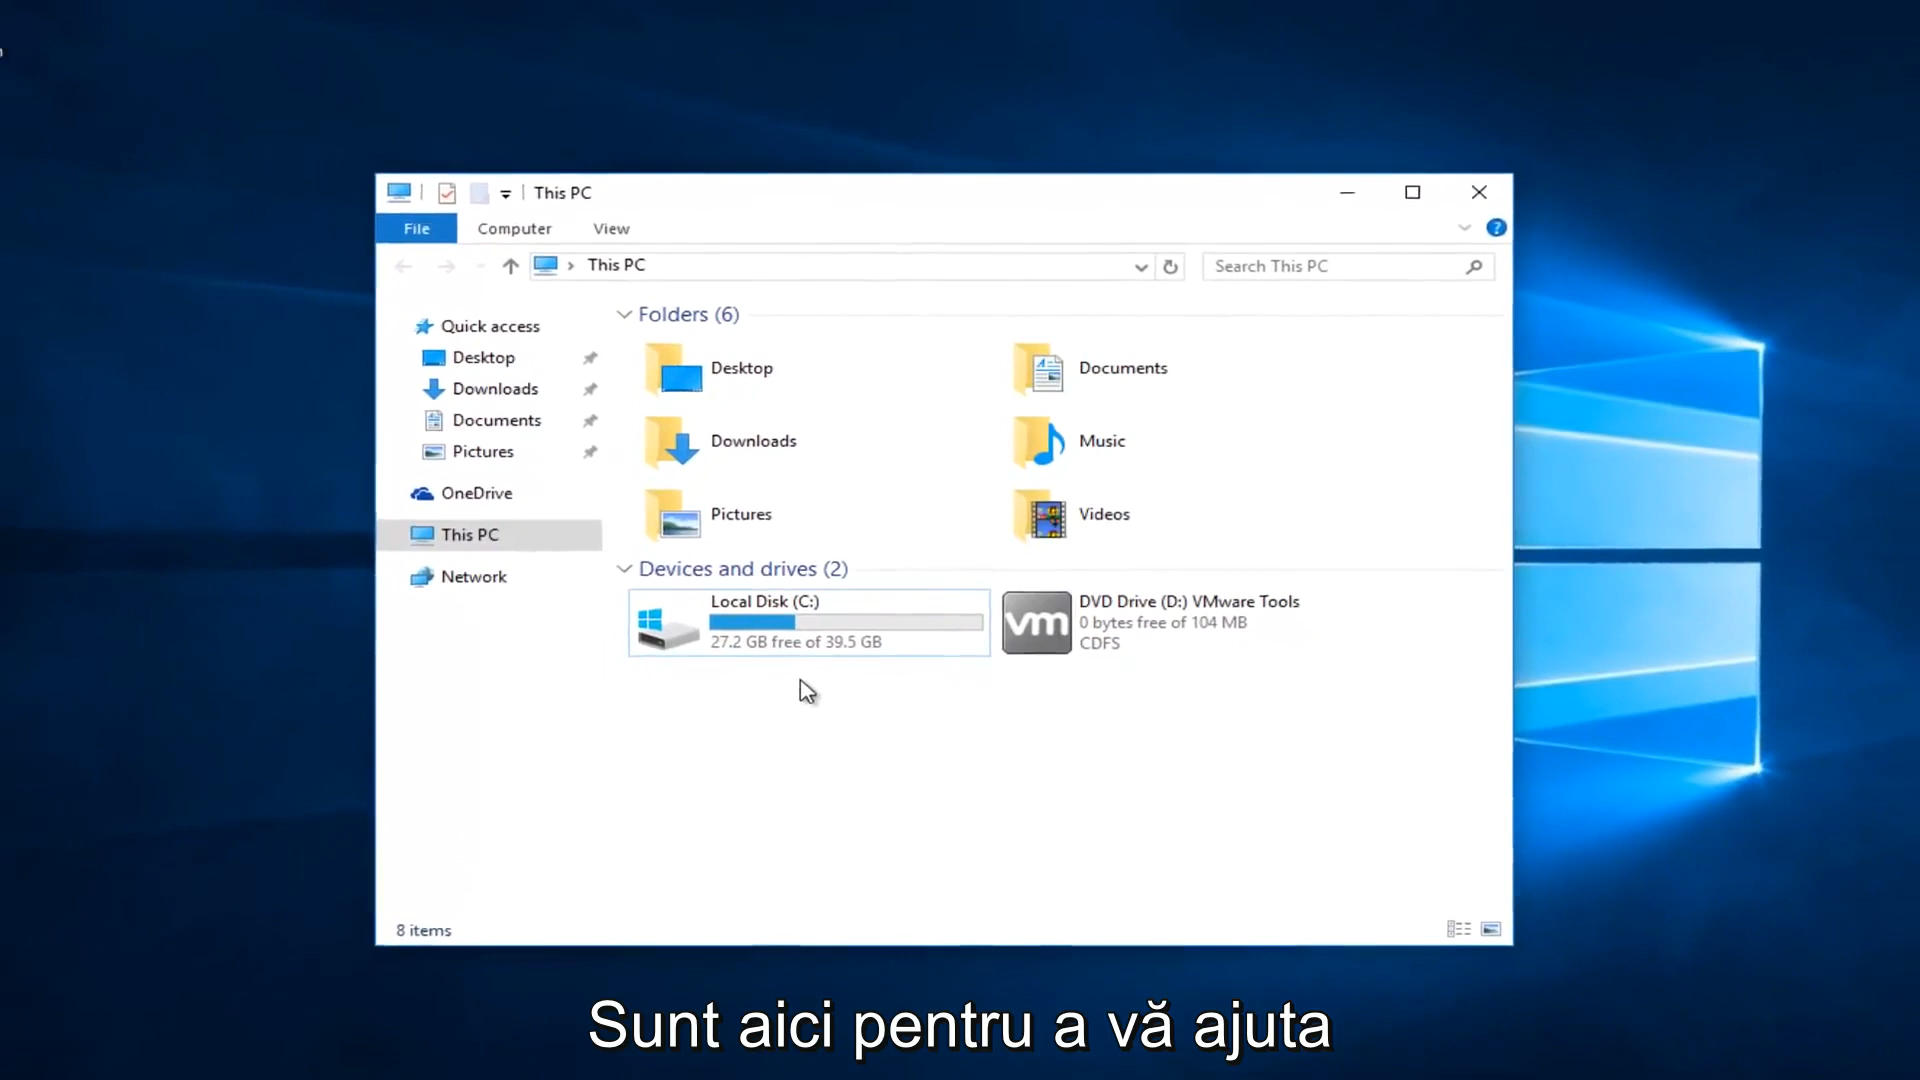 This PC
File Computer View
This PC
Search This PC
Quick access
Desktop
Downloads
Documents
Pictures
OneDrive
This PC
Network
Folders (6)
Desktop
Documents
Downloads
Music
Pictures
Videos
Devices and drives (2)
Local Disk (C:)
27.2 GB free of 39.5 GB
vm
DVD Drive (D:) VMware Tools
0 bytes free of 104 MB
CDFS
8 items
Sunt aici pentru a vă ajuta